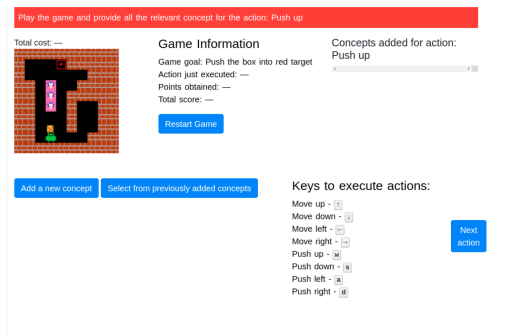 Play the game and provide all the relevant concept for the action: Push up
Total cost: —
Game Information
Game goal: Push the box into red target
Action just executed: —
Points obtained: —
Total score: —
Restart Game
Concepts added for action:
Push up
Add a new concept
Select from previously added concepts
Keys to execute actions:
Move up - ↑
Move down - ↓
Move left - ←
Move right - →
Push up - w
Push down - s
Push left - a
Push right - d
Next
action